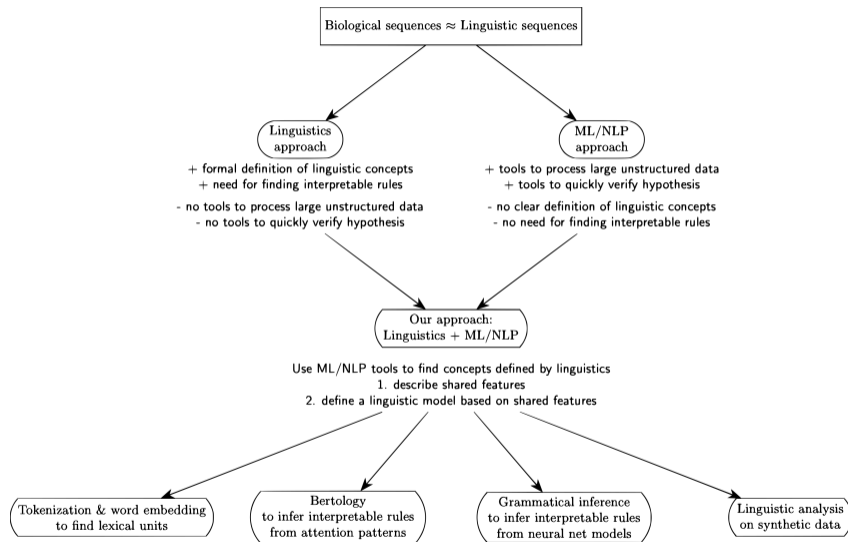 Biological sequences ≈ Linguistic sequences
Linguistics
approach
+ formal definition of linguistic concepts
+ need for finding interpretable rules
- no tools to process large unstructured data
- no tools to quickly verify hypothesis
ML/NLP
approach
+ tools to process large unstructured data
+ tools to quickly verify hypothesis
- no clear definition of linguistic concepts
- no need for finding interpretable rules
Our approach:
Linguistics + ML/NLP
Use ML/NLP tools to find concepts defined by linguistics
1. describe shared features
2. define a linguistic model based on shared features
Tokenization & word embedding
to find lexical units
Bertology
to infer interpretable rules
from attention patterns
Grammatical inference
to infer interpretable rules
from neural net models
Linguistic analysis
on synthetic data